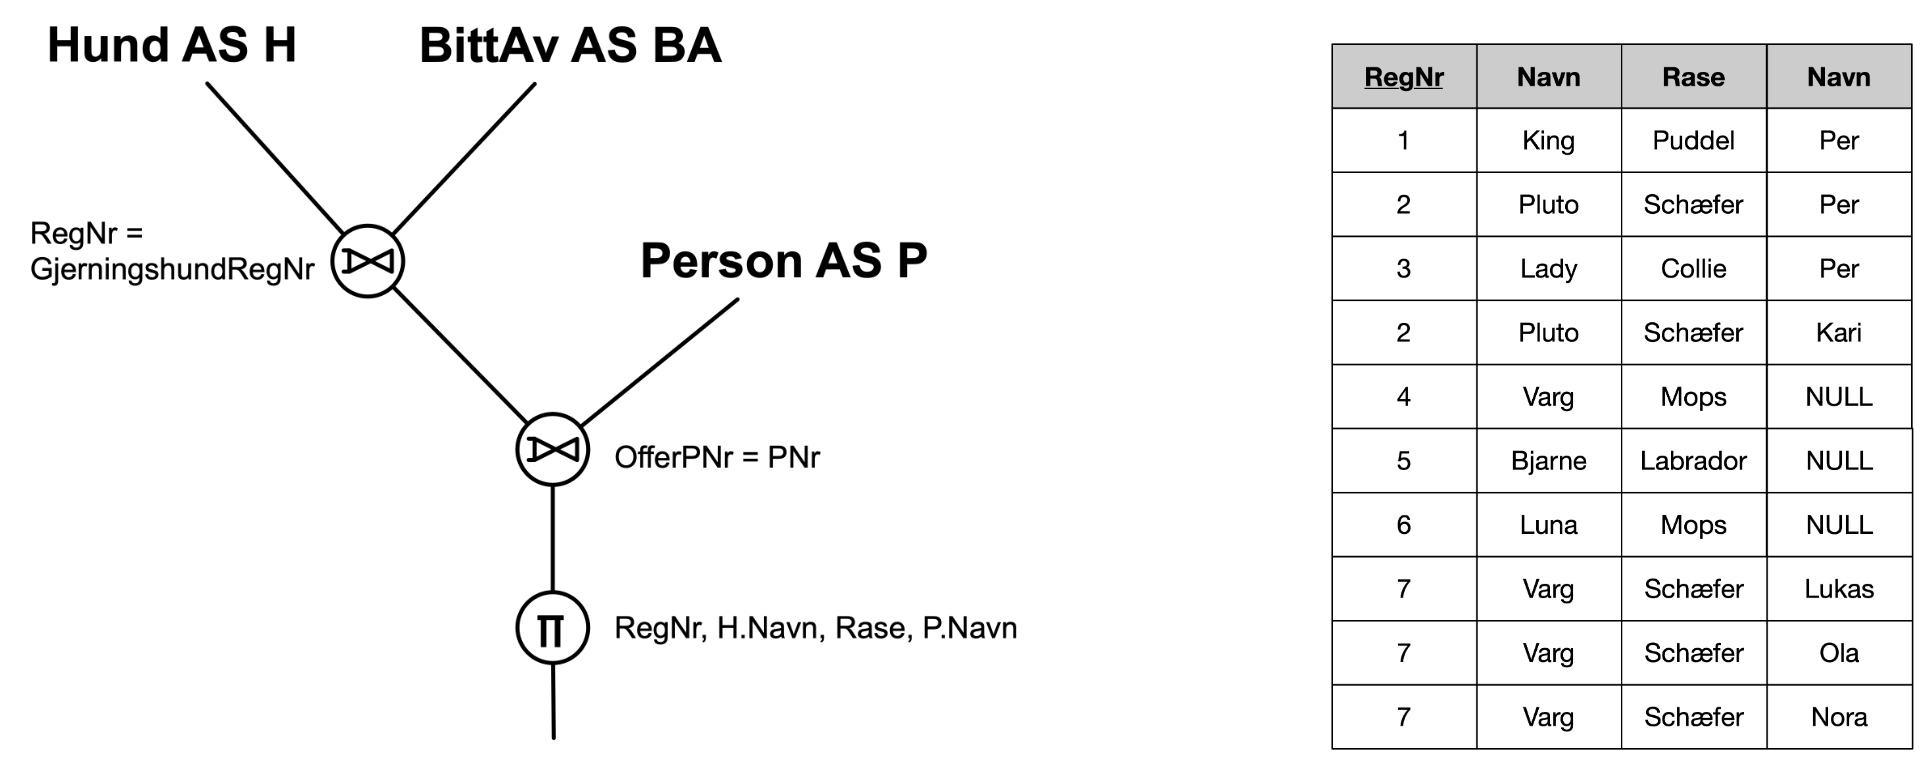 Hund AS H
BittAv AS BA
RegNr =
GjerningshundRegNr
Person AS P
OfferPNr = PNr
π
RegNr, H.Navn, Rase, P.Navn
RegNr Navn Rase Navn
1 King Puddel Per
2 Pluto Schæfer Per
3 Lady Collie Per
2 Pluto Schæfer Kari
4 Varg Mops NULL
5 Bjarne Labrador NULL
6 Luna Mops NULL
7 Varg Schæfer Lukas
7 Varg Schæfer Ola
7 Varg Schæfer Nora